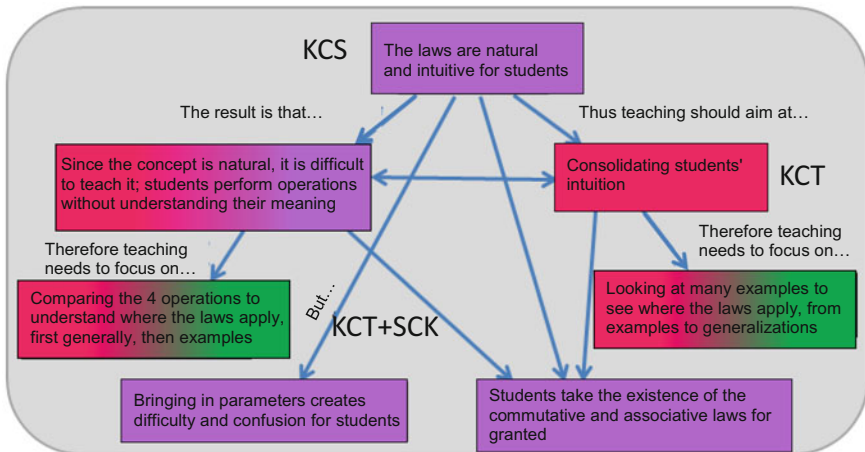 KCS
The laws are natural
and intuitive for students
The result is that…
Thus teaching should aim at…
Since the concept is natural, it is difficult
to teach it; students perform operations
without understanding their meaning
Consolidating students'
intuition
KCT
Therefore teaching
needs to focus on…
Therefore teaching
needs to focus on…
Comparing the 4 operations to
understand where the laws apply,
first generally, then examples
But…
KCT+SCK
Looking at many examples to
see where the laws apply, from
examples to generalizations
Bringing in parameters creates
difficulty and confusion for students
Students take the existence of the
commutative and associative laws for
granted